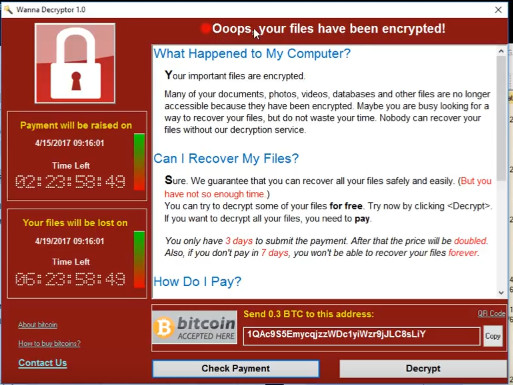 Wanna Decryptor 1.0
Ooops, your files have been encrypted!
Payment will be raised on
4/15/2017 09:16:01
Time Left
02:23:58:49
Your files will be lost on
4/19/2017 09:16:01
Time Left
06:23:58:49
About bitcoin
How to buy bitcoins?
Contact Us
What Happened to My Computer?
Your important files are encrypted.
Many of your documents, photos, videos, databases and other files are no longer
accessible because they have been encrypted. Maybe you are busy looking for a
way to recover your files, but do not waste your time. Nobody can recover your
files without our decryption service.
Can I Recover My Files?
Sure. We guarantee that you can recover all your files safely and easily. (But you
have not so enough time.)
You can try to decrypt some of your files for free. Try now by clicking <Decrypt>.
If you want to decrypt all your files, you need to pay.
You only have 3 days to submit the payment. After that the price will be doubled.
Also, if you don't pay in 7 days, you won't be able to recover your files forever.
How Do I Pay?
bitcoin
ACCEPTED HERE
Send 0.3 BTC to this address:
QR Code
1QAc9S5EmycqjzzWDc1yiWzr9jJLC8sLiY
Copy
Check Payment
Decrypt